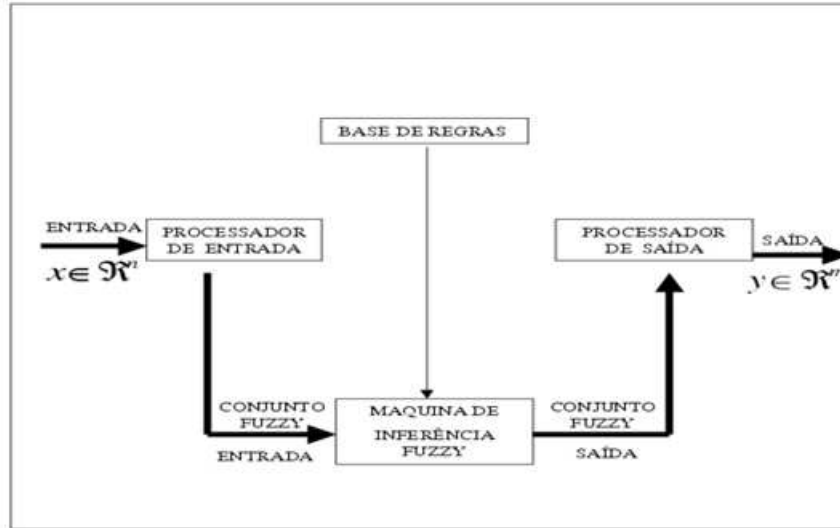 BASE DE REGRAS
ENTRADA
x ∈ ℜⁿ
PROCESSADOR
DE ENTRADA
PROCESSADOR
DE SAÍDA
SAÍDA
y ∈ ℜᵐ
CONJUNTO
FUZZY
ENTRADA
MAQUINA DE
INFERÊNCIA
FUZZY
CONJUNTO
FUZZY
SAÍDA